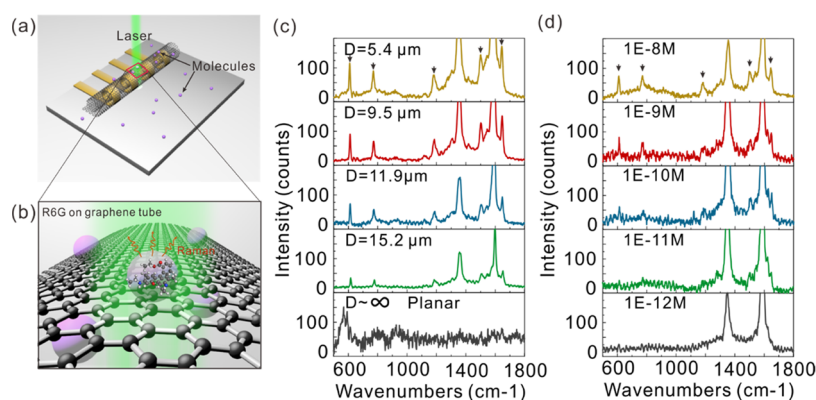 (a)
Laser
Molecules
(b)
R6G on graphene tube
Raman
(c)
D=5.4 µm
D=9.5 µm
D=11.9µm
D=15.2 µm
D~∞ Planar
Intensity (counts)
100
0
100
0
100
0
100
0
100
0
600 1000 1400 1800
Wavenumbers (cm-1)
(d)
1E-8M
1E-9M
1E-10M
1E-11M
1E-12M
Intensity (counts)
100
0
100
0
100
0
100
0
100
0
600 1000 1400 1800
Wavenumbers (cm-1)